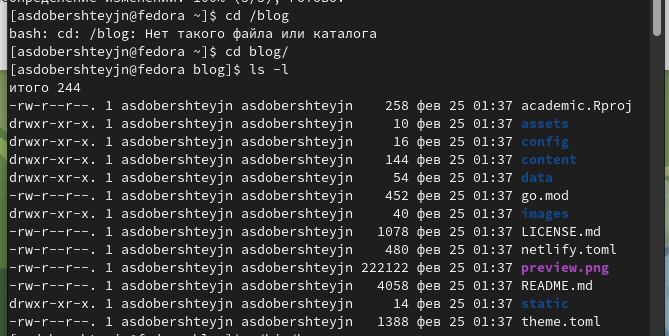 определение изменений: 100% (3/3), готово.
[asdobershteyjn@fedora ~]$ cd /blog
bash: cd: /blog: Нет такого файла или каталога
[asdobershteyjn@fedora ~]$ cd blog/
[asdobershteyjn@fedora blog]$ ls -l
итого 244
-rw-r--r--. 1 asdobershteyjn asdobershteyjn 258 фев 25 01:37 academic.Rproj
drwxr-xr-x. 1 asdobershteyjn asdobershteyjn 10 фев 25 01:37 assets
drwxr-xr-x. 1 asdobershteyjn asdobershteyjn 16 фев 25 01:37 config
drwxr-xr-x. 1 asdobershteyjn asdobershteyjn 144 фев 25 01:37 content
drwxr-xr-x. 1 asdobershteyjn asdobershteyjn 54 фев 25 01:37 data
-rw-r--r--. 1 asdobershteyjn asdobershteyjn 452 фев 25 01:37 go.mod
drwxr-xr-x. 1 asdobershteyjn asdobershteyjn 40 фев 25 01:37 images
-rw-r--r--. 1 asdobershteyjn asdobershteyjn 1078 фев 25 01:37 LICENSE.md
-rw-r--r--. 1 asdobershteyjn asdobershteyjn 480 фев 25 01:37 netlify.toml
-rw-r--r--. 1 asdobershteyjn asdobershteyjn 222122 фев 25 01:37 preview.png
-rw-r--r--. 1 asdobershteyjn asdobershteyjn 4058 фев 25 01:37 README.md
drwxr-xr-x. 1 asdobershteyjn asdobershteyjn 14 фев 25 01:37 static
-rw-r--r--. 1 asdobershteyjn asdobershteyjn 1388 фев 25 01:37 theme.toml